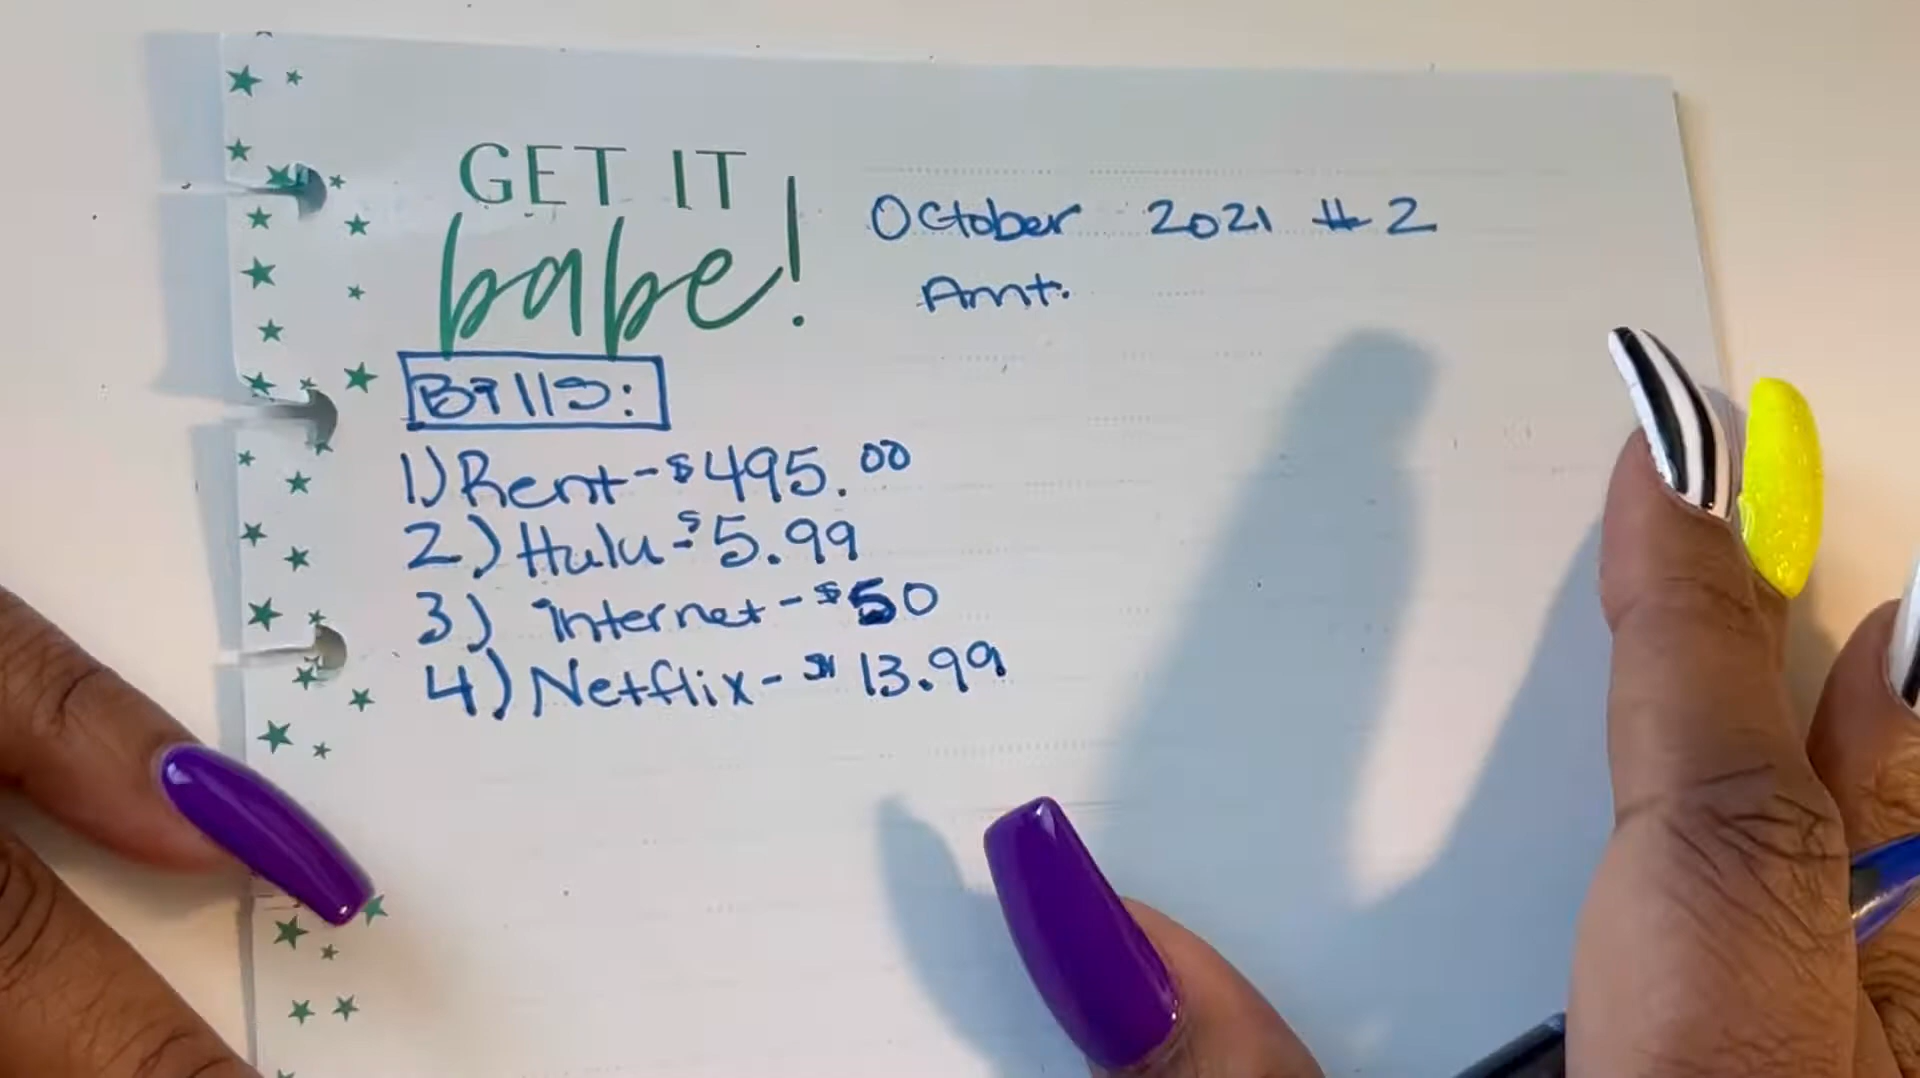 GET IT
babe!
October 2021 #2
Amt.
Bills:
1) Rent - $495.00
2) Hulu - $5.99
3) internet - $50
4) Netflix - $13.99